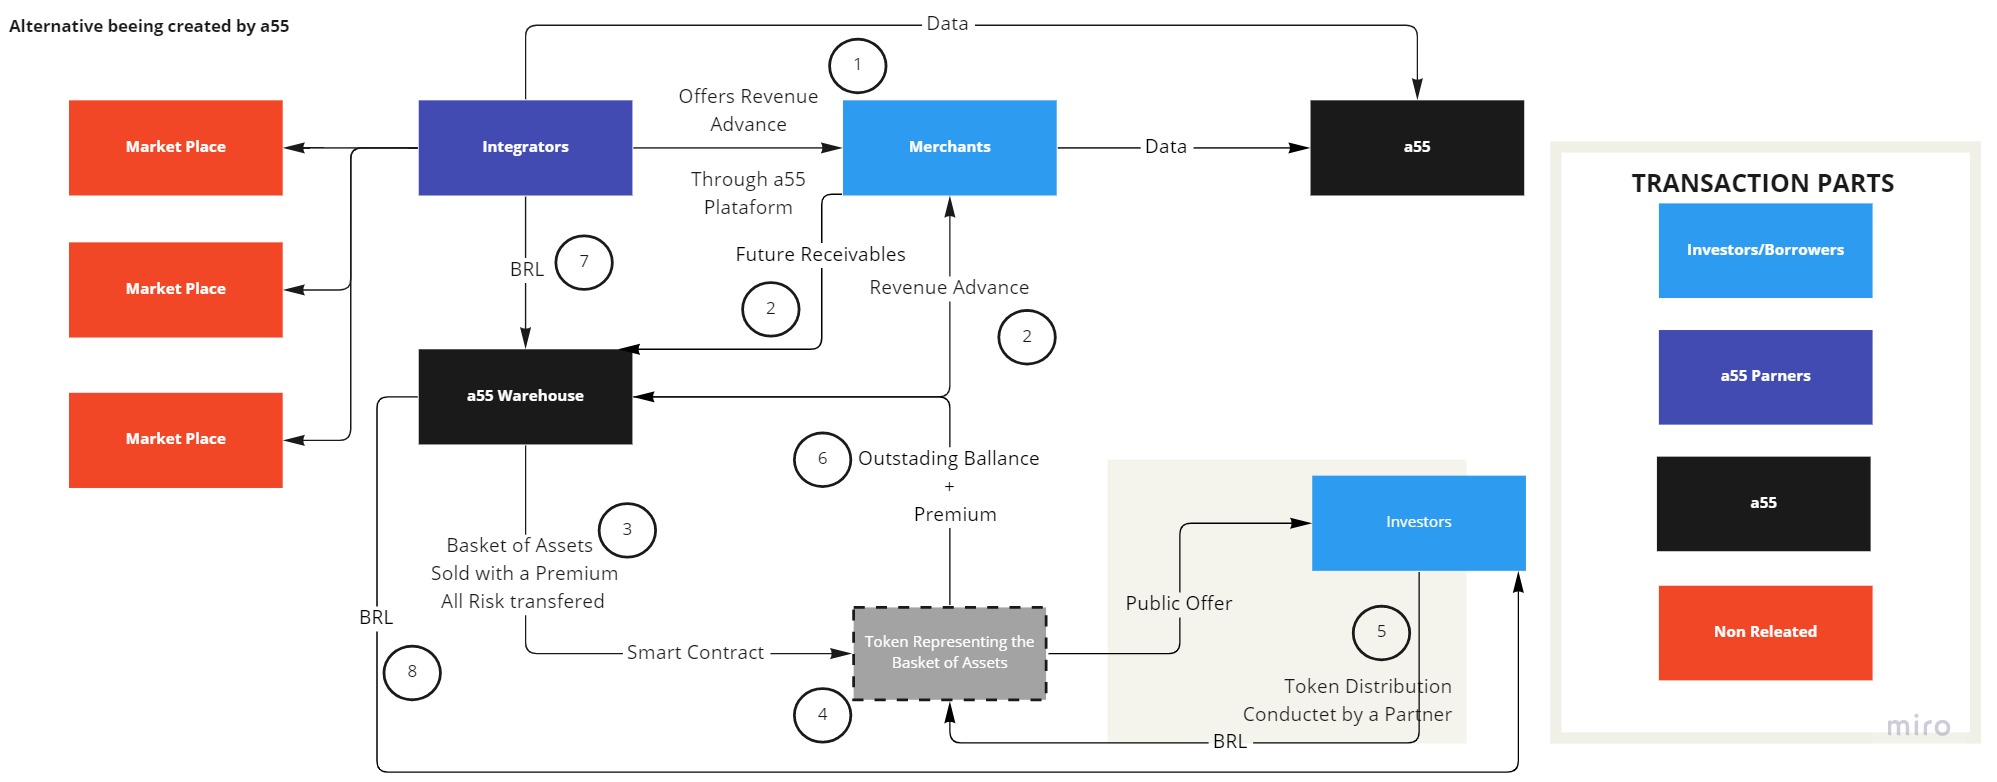 Alternative beeing created by a55
Data
1
Offers Revenue
Advance
Market Place
Integrators
Merchants
Data
a55
Through a55
Plataform
Future Receivables
BRL
7
Revenue Advance
2
2
Market Place
a55 Warehouse
Market Place
6
Outstading Ballance
+
Premium
3
Basket of Assets
Sold with a Premium
All Risk transfered
Investors
Public Offer
BRL
5
Smart Contract
Token Representing the
Basket of Assets
8
4
Token Distribution
Conductet by a Partner
BRL
TRANSACTION PARTS
Investors/Borrowers
a55 Parners
a55
Non Releated
miro